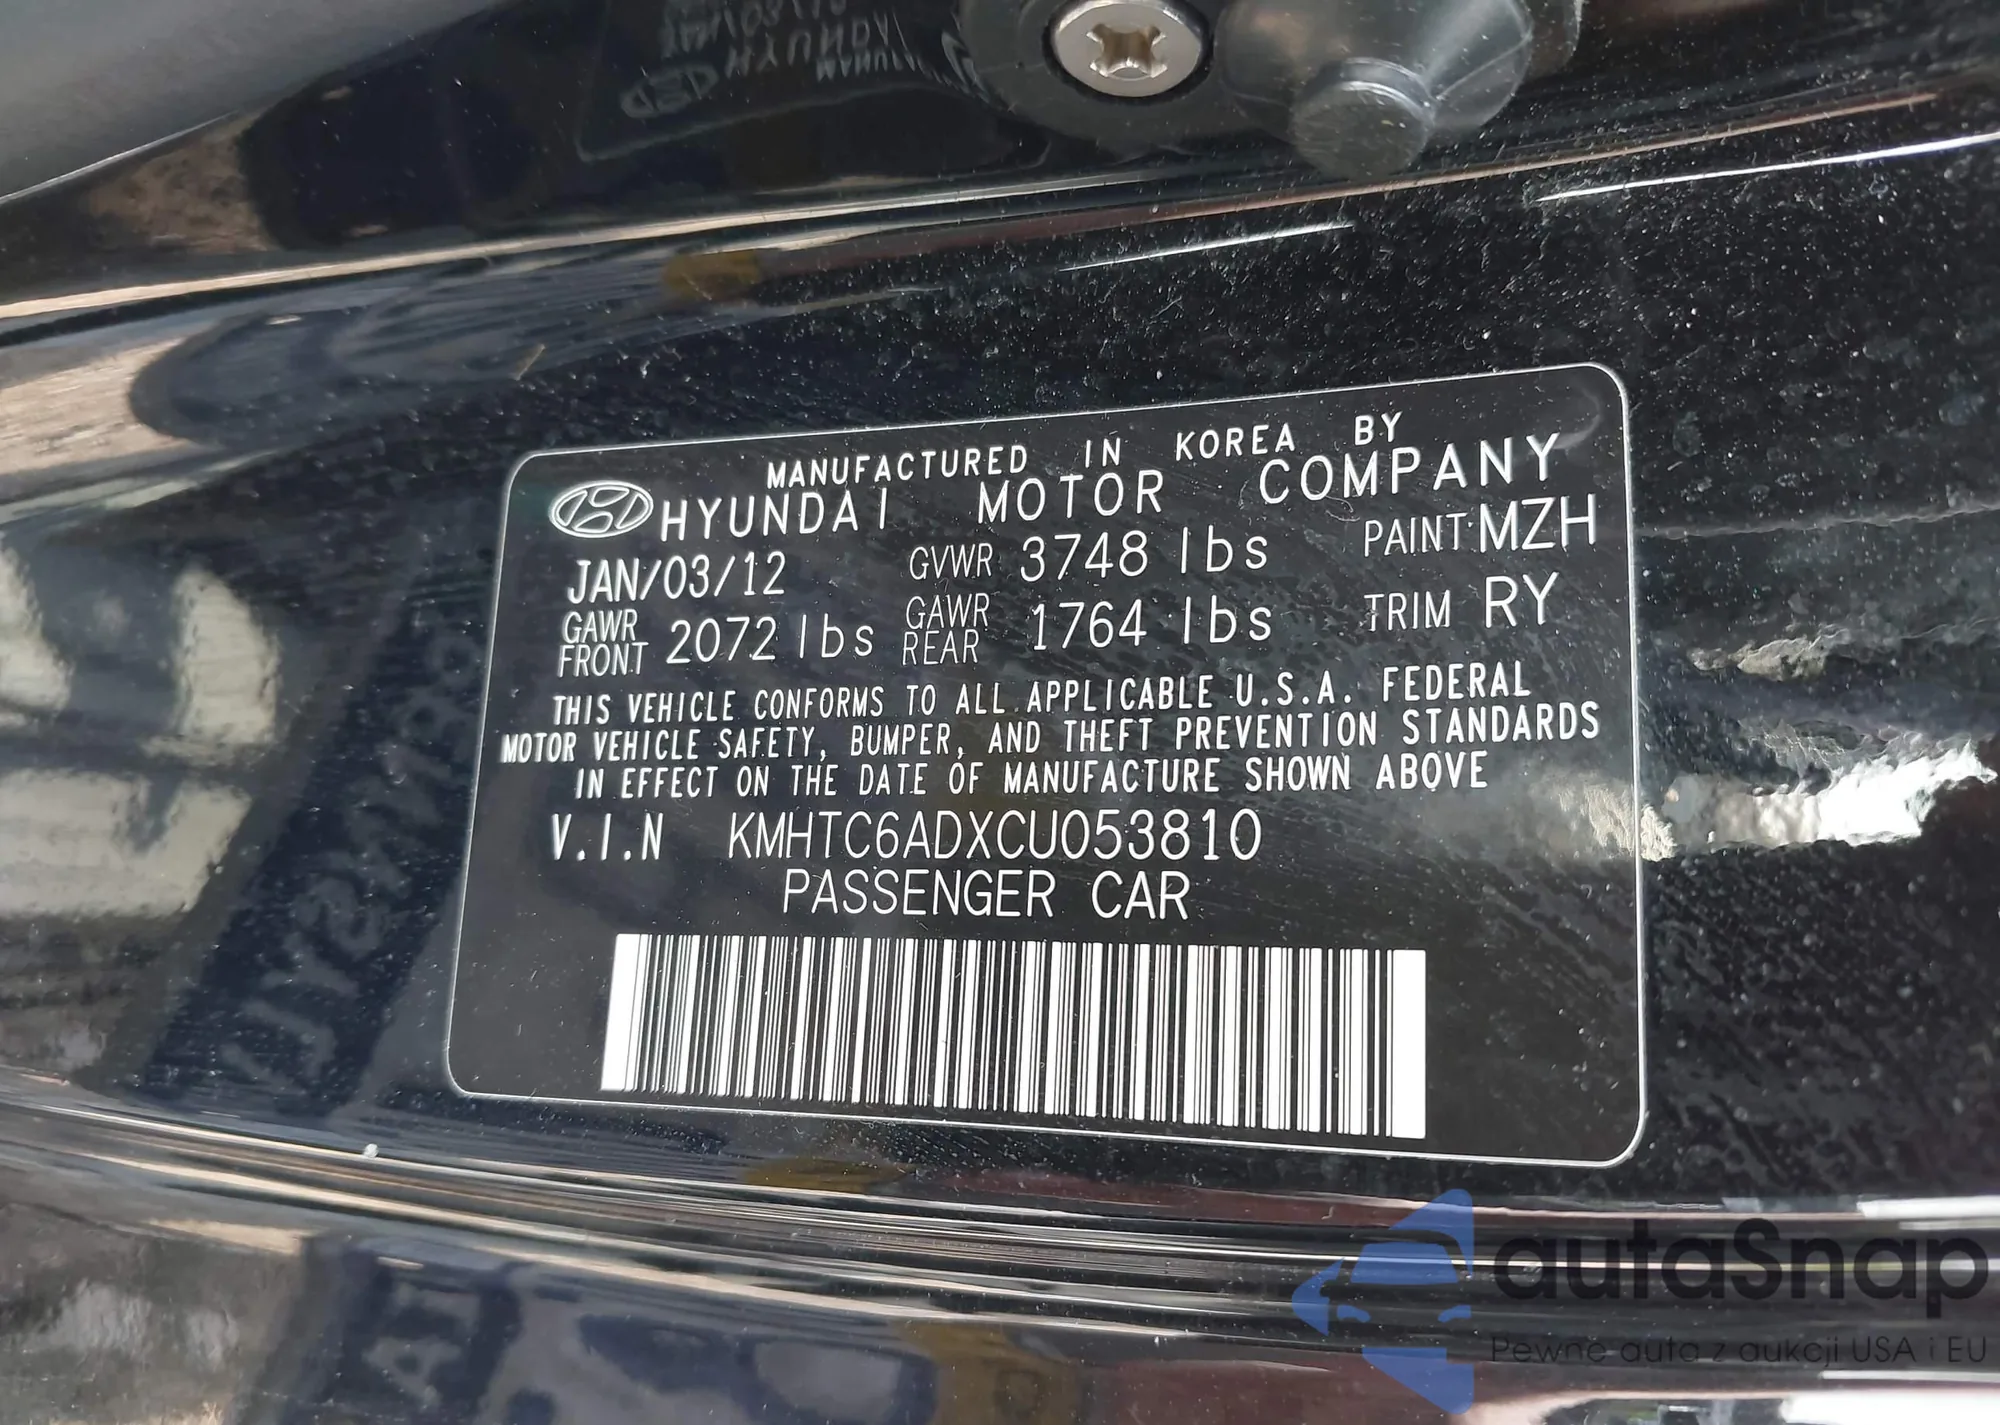 MANUFACTURED IN KOREA BY
HYUNDAI MOTOR COMPANY
JAN/03/12 GVWR 3748 lbs PAINT MZH
GAWR FRONT 2072 lbs GAWR REAR 1764 lbs TRIM RY
THIS VEHICLE CONFORMS TO ALL APPLICABLE U.S.A. FEDERAL
MOTOR VEHICLE SAFETY, BUMPER, AND THEFT PREVENTION STANDARDS
IN EFFECT ON THE DATE OF MANUFACTURE SHOWN ABOVE
V.I.N KMHTC6ADXCU053810
PASSENGER CAR
autaSnap
Pewne auta z aukcji USA i EU